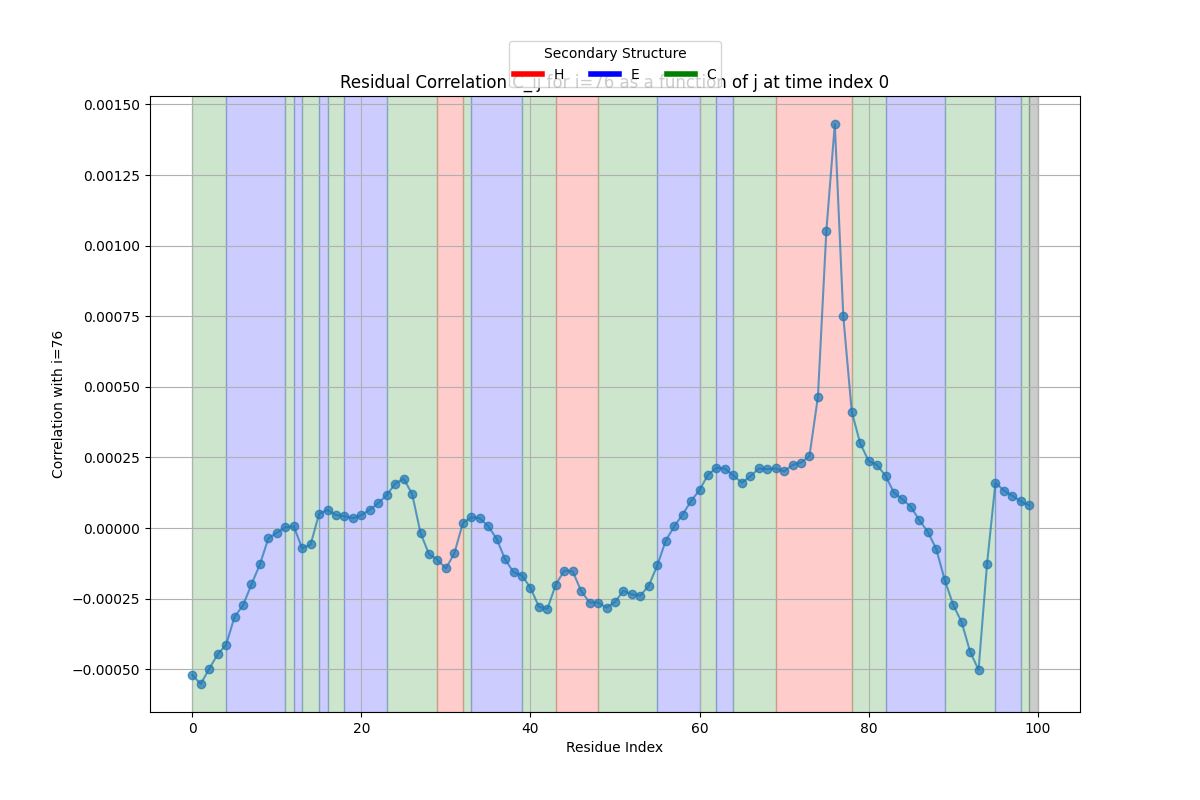 Secondary Structure
H E C
Residual Correlation C_ij for i=76 as a function of j at time index 0
0.00150
0.00125
0.00100
0.00075
0.00050
0.00025
0.00000
−0.00025
−0.00050
Correlation with i=76
0 20 40 60 80 100
Residue Index